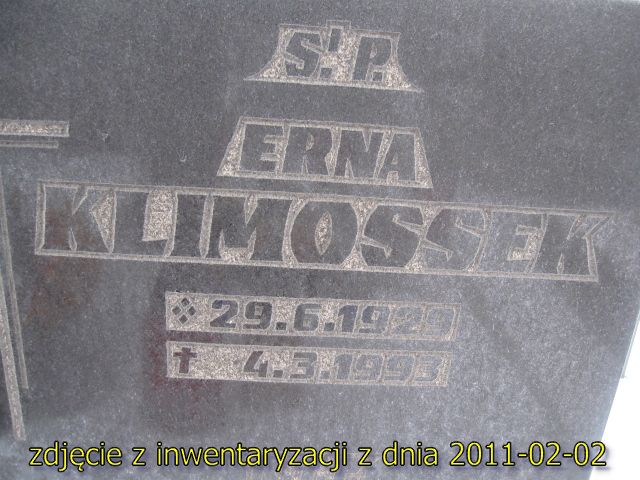 Ś.P.
ERNA
KLIMOSSEK
29.6.1929
✝ 4.3.1993
zdjęcie z inwentaryzacji z dnia 2011-02-02